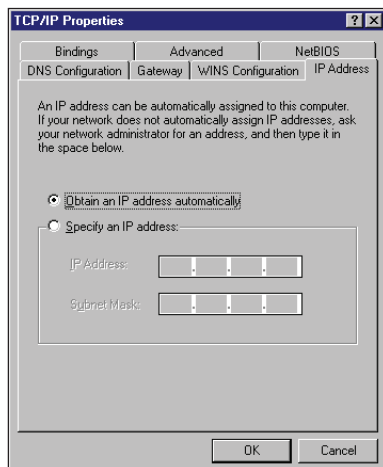 TCP/IP Properties
Bindings Advanced NetBIOS
DNS Configuration Gateway WINS Configuration IP Address
An IP address can be automatically assigned to this computer.
If your network does not automatically assign IP addresses, ask
your network administrator for an address, and then type it in
the space below.
Obtain an IP address automatically
Specify an IP address:
IP Address:
Subnet Mask:
OK Cancel